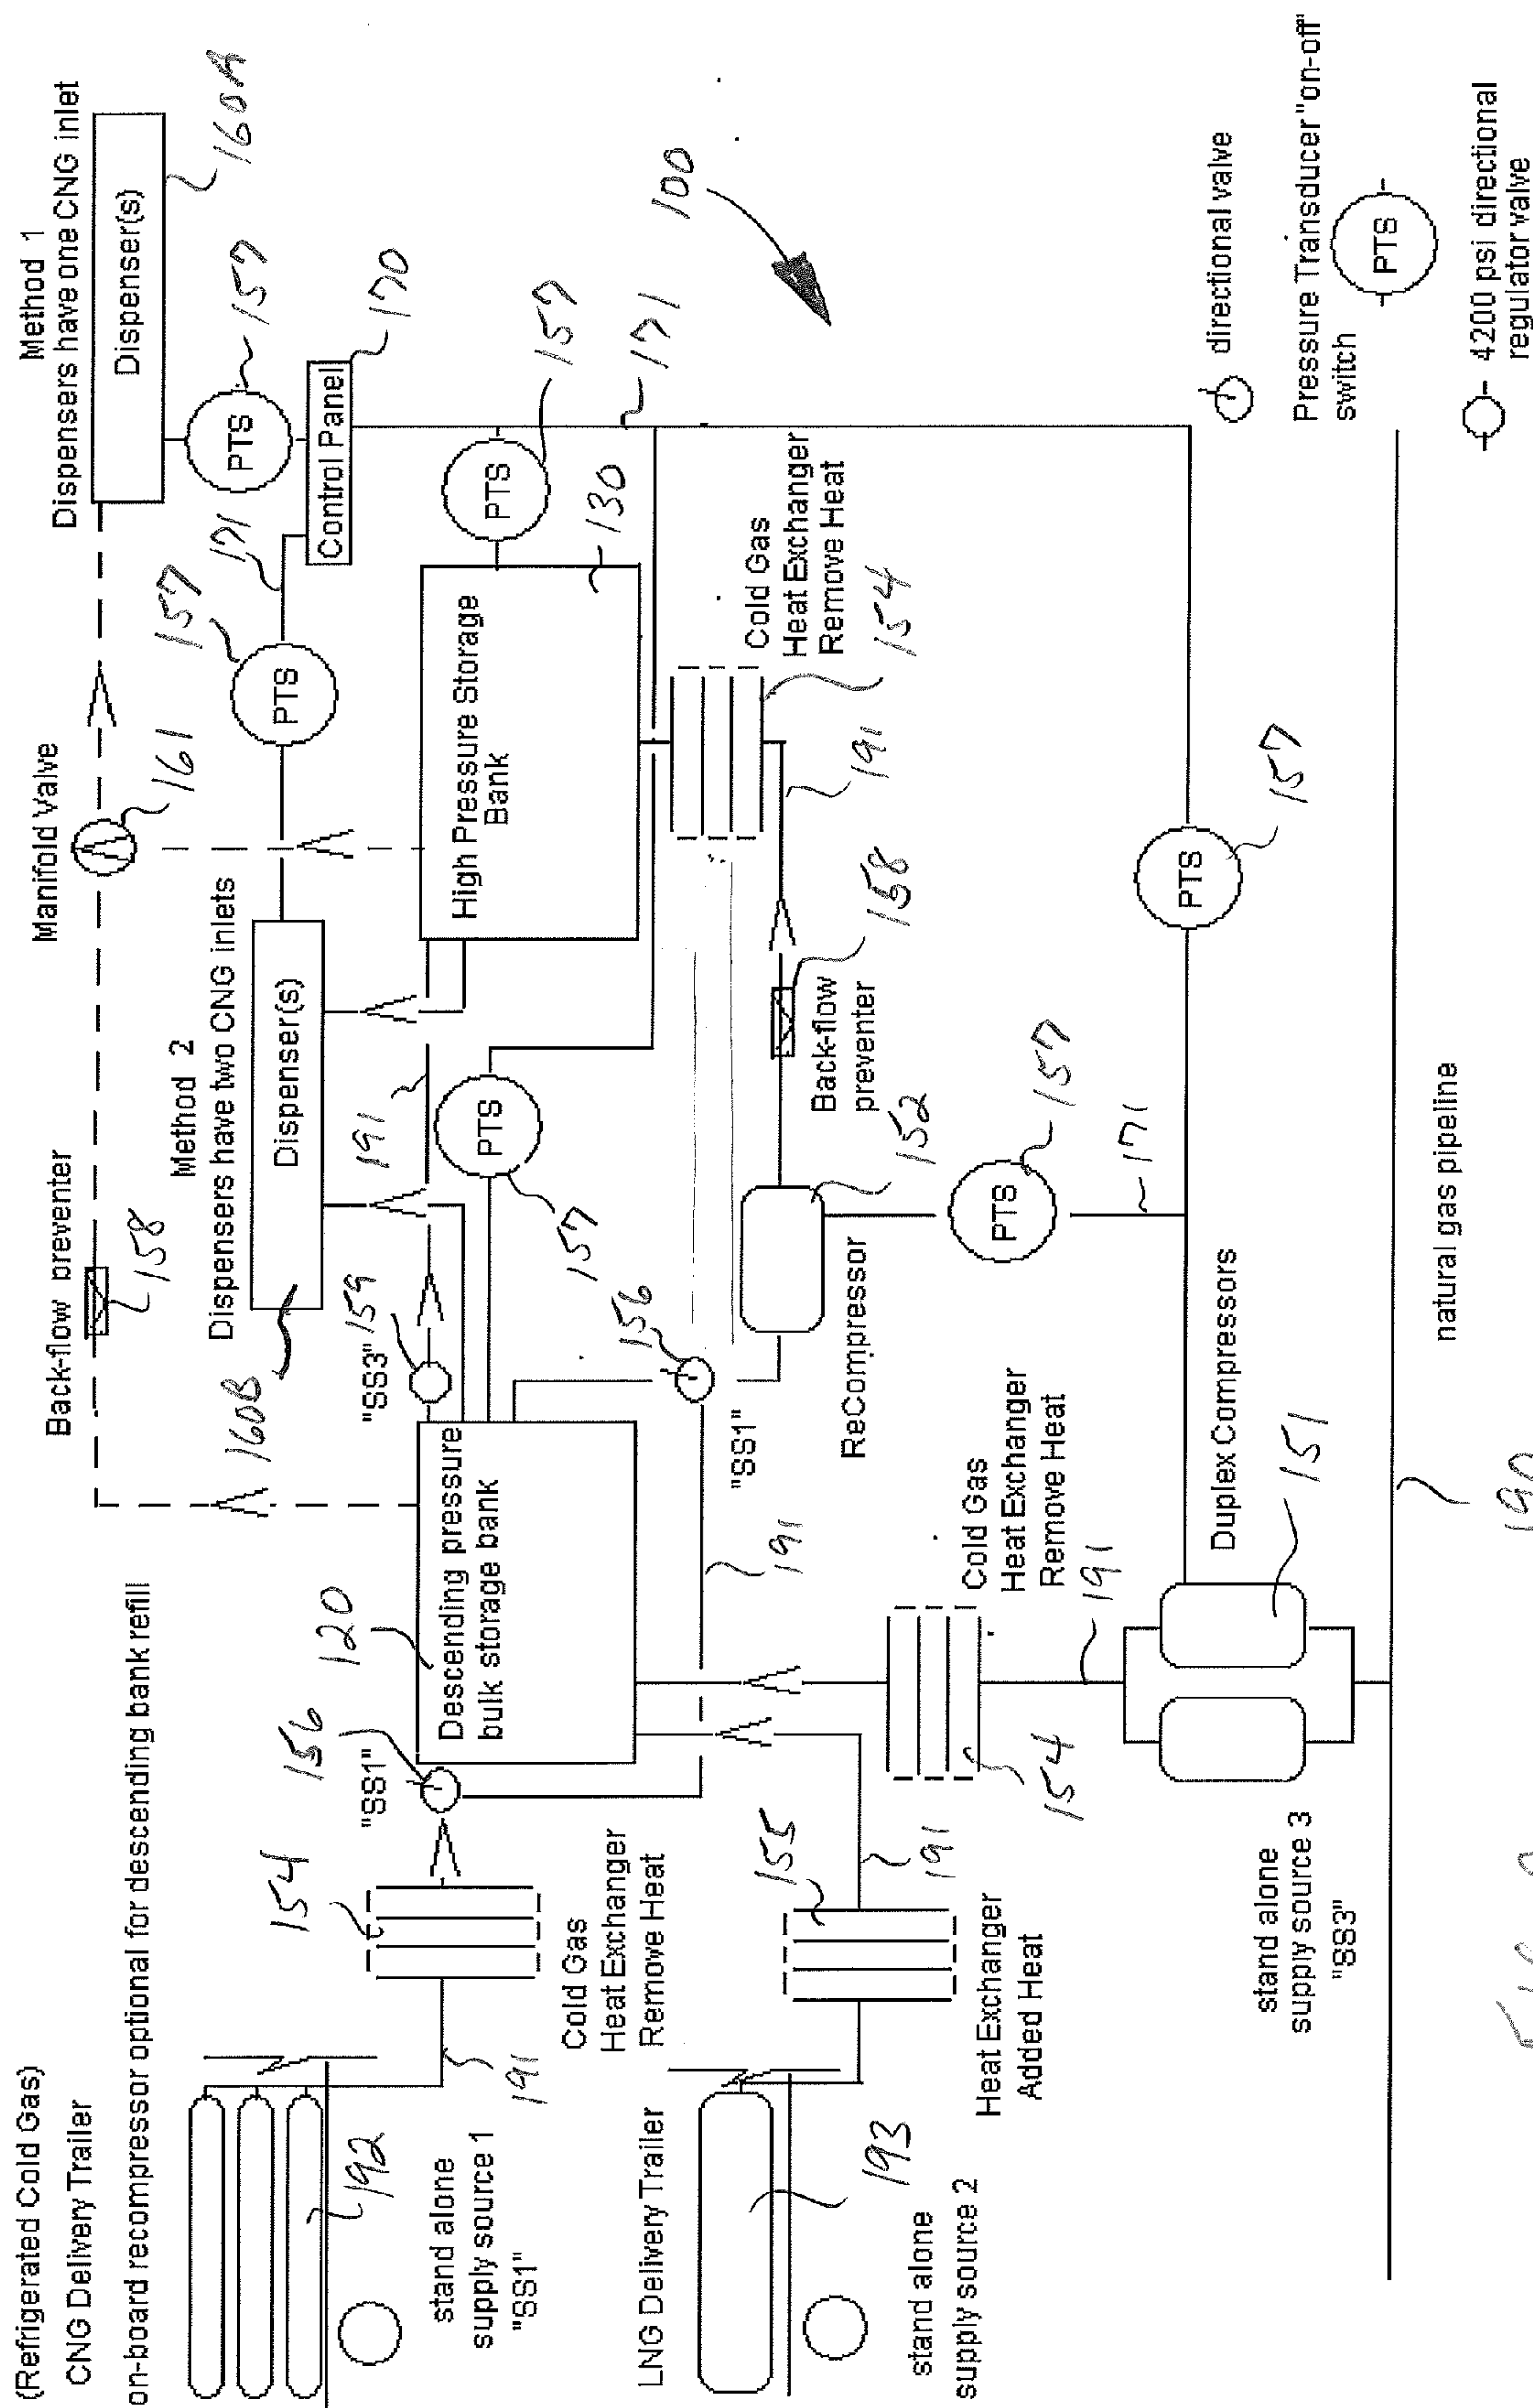 (Refrigerated Cold Gas)
CNG Delivery Trailer
on-board recompressor optional for descending bank refill
192
stand alone
supply source 1
"SS1"
191
154
Cold Gas
Heat Exchanger
Remove Heat
156
"SS1"
120
Descending pressure
bulk storage bank
Back-flow preventer
158
Manifold Valve
161
Method 1
Dispensers have one CNG inlet
Dispenser(s)
160A
PTS
157
Control Panel
170
171
Method 2
Dispensers have two CNG inlets
Dispenser(s)
160B
PTS
157
171
"SS3"
159
191
PTS
157
High Pressure Storage
Bank
130
PTS
157
100
156
"SS1"
191
ReCompressor
152
Back-flow
preventer
158
191
Cold Gas
Heat Exchanger
Remove Heat
154
PTS
157
171
PTS
157
LNG Delivery Trailer
193
stand alone
supply source 2
155
Heat Exchanger
Added Heat
191
Cold Gas
Heat Exchanger
Remove Heat
154
191
Duplex Compressors
151
stand alone
supply source 3
"SS3"
natural gas pipeline
190
directional valve
Pressure Transducer "on-off"
switch
PTS
4200 psi directional
regulator valve